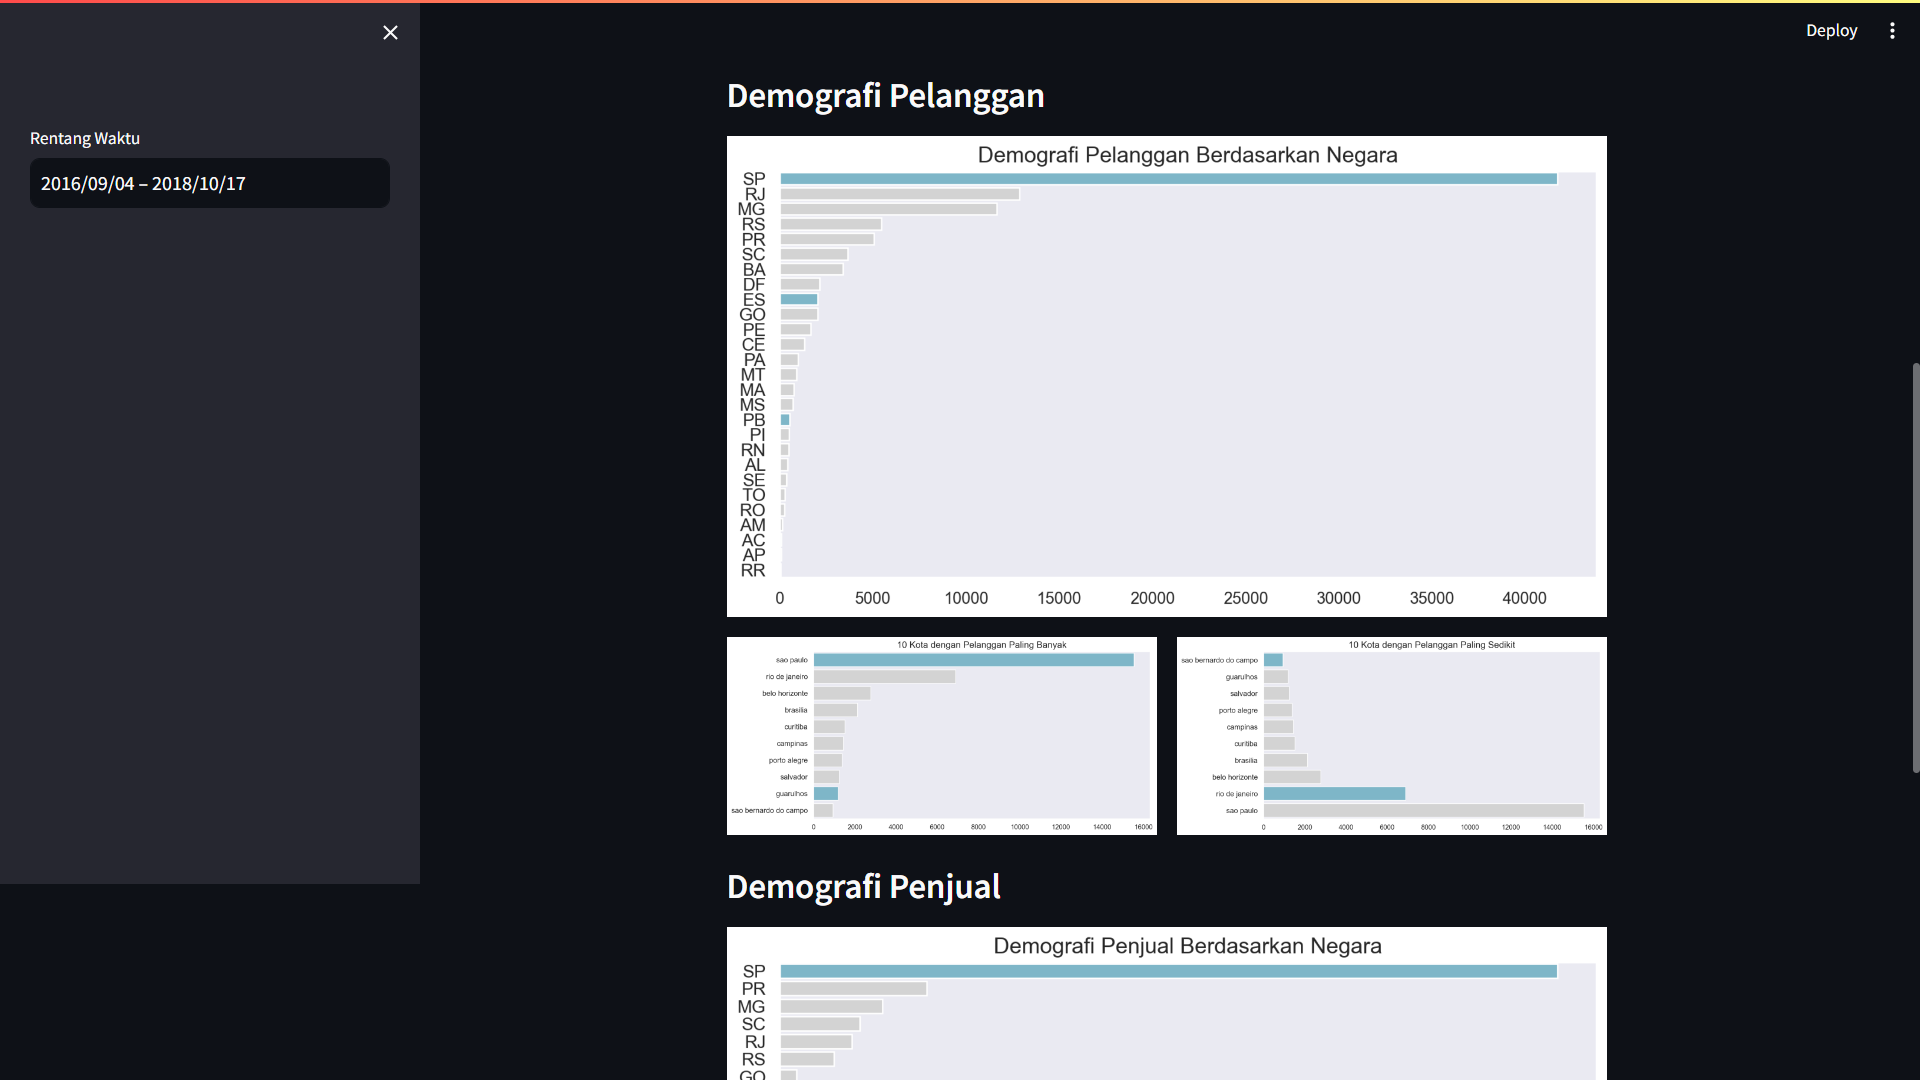 Deploy
Rentang Waktu
2016/09/04 – 2018/10/17
Demografi Pelanggan
Demografi Pelanggan Berdasarkan Negara
SP
RJ
MG
RS
PR
SC
BA
DF
ES
GO
PE
CE
PA
MT
MA
MS
PB
PI
RN
AL
SE
TO
RO
AM
AC
AP
RR
0 5000 10000 15000 20000 25000 30000 35000 40000
10 Kota dengan Pelanggan Paling Banyak
sao paulo
rio de janeiro
belo horizonte
brasilia
curitiba
campinas
porto alegre
salvador
guarulhos
sao bernardo do campo
0 2000 4000 6000 8000 10000 12000 14000 16000
10 Kota dengan Pelanggan Paling Sedikit
sao bernardo do campo
guarulhos
salvador
porto alegre
campinas
curitiba
brasilia
belo horizonte
rio de janeiro
sao paulo
0 2000 4000 6000 8000 10000 12000 14000 16000
Demografi Penjual
Demografi Penjual Berdasarkan Negara
SP
PR
MG
SC
RJ
RS
GO